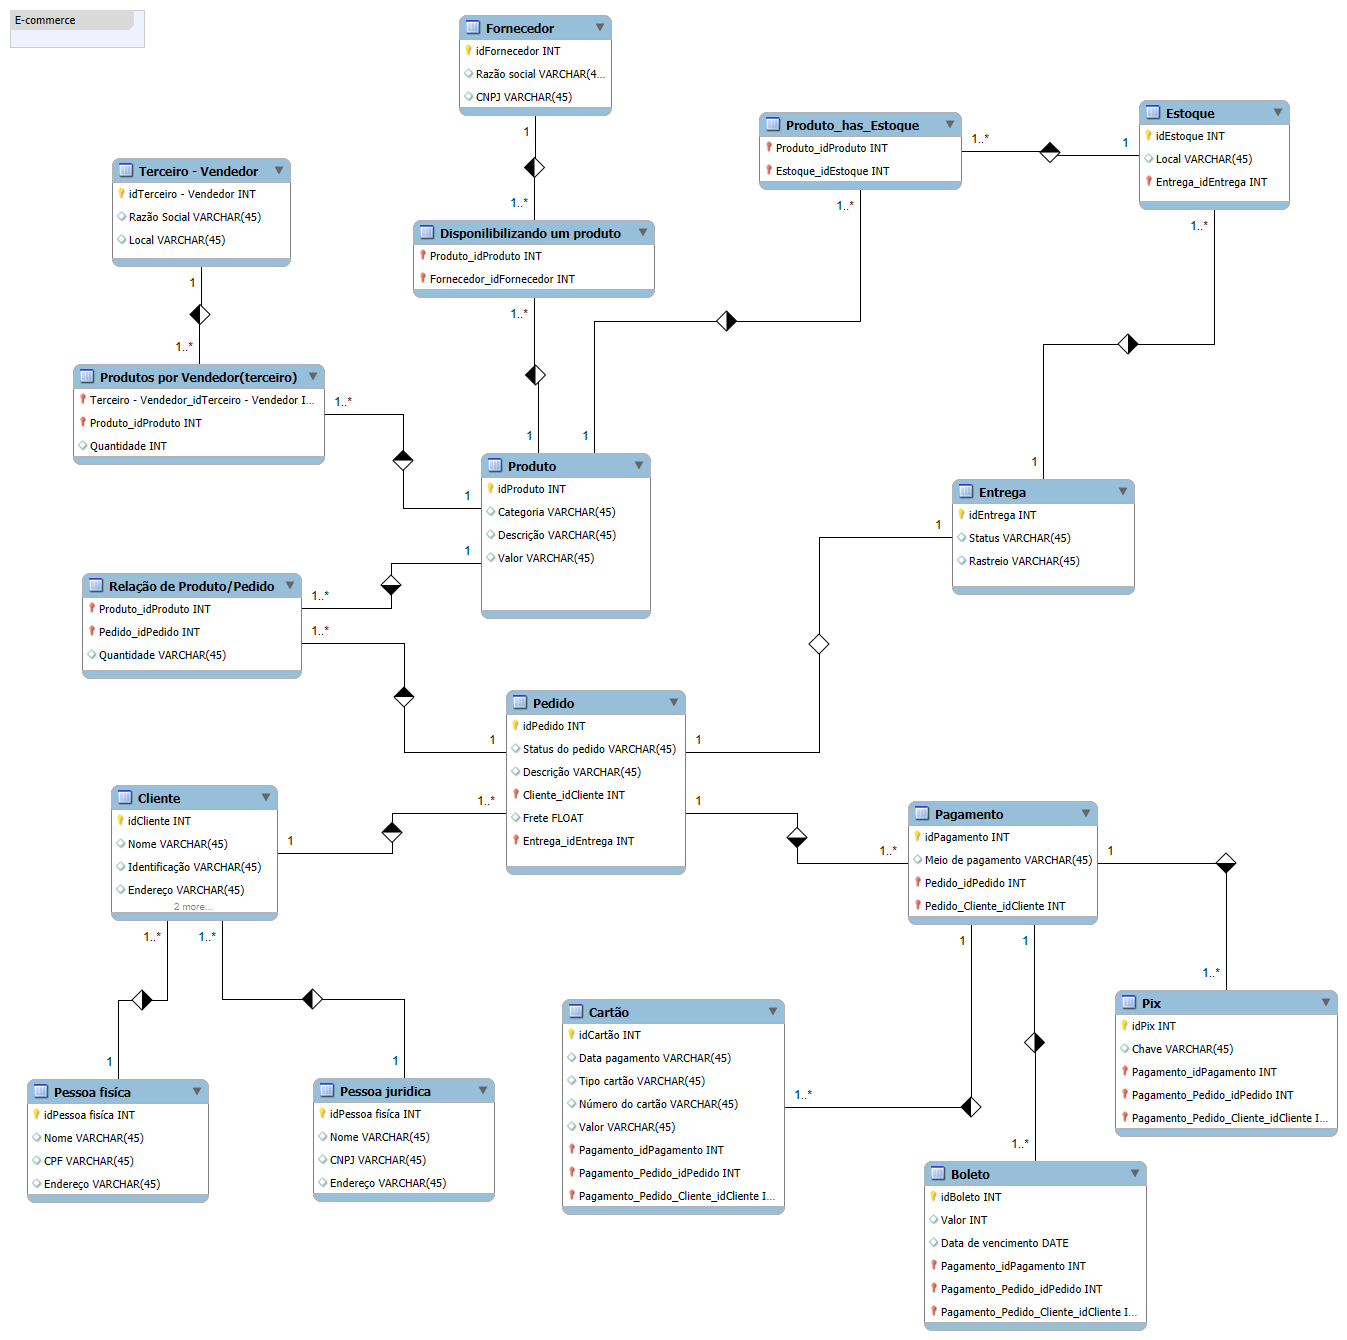 E-commerce
Fornecedor
idFornecedor INT
Razão social VARCHAR(4...
CNPJ VARCHAR(45)
1
1..*
Produto_has_Estoque
Produto_idProduto INT
Estoque_idEstoque INT
1..*
1
1..*
Estoque
idEstoque INT
Local VARCHAR(45)
Entrega_idEntrega INT
1..*
Terceiro - Vendedor
idTerceiro - Vendedor INT
Razão Social VARCHAR(45)
Local VARCHAR(45)
1
1..*
Disponilibilizando um produto
Produto_idProduto INT
Fornecedor_idFornecedor INT
1..*
1
1
Produtos por Vendedor(terceiro)
Terceiro - Vendedor_idTerceiro - Vendedor I...
Produto_idProduto INT
Quantidade INT
1..*
1
Produto
idProduto INT
Categoria VARCHAR(45)
Descrição VARCHAR(45)
Valor VARCHAR(45)
1
1
Entrega
idEntrega INT
Status VARCHAR(45)
Rastreio VARCHAR(45)
1
Relação de Produto/Pedido
Produto_idProduto INT
Pedido_idPedido INT
Quantidade VARCHAR(45)
1..*
1..*
1
Pedido
idPedido INT
Status do pedido VARCHAR(45)
Descrição VARCHAR(45)
Cliente_idCliente INT
Frete FLOAT
Entrega_idEntrega INT
1
1
1..*
1..*
1
Cliente
idCliente INT
Nome VARCHAR(45)
Identificação VARCHAR(45)
Endereço VARCHAR(45)
2 more...
1..*
1..*
Pagamento
idPagamento INT
Meio de pagamento VARCHAR(45)
Pedido_idPedido INT
Pedido_Cliente_idCliente INT
1
1
1
1..*
Pix
idPix INT
Chave VARCHAR(45)
Pagamento_idPagamento INT
Pagamento_Pedido_idPedido INT
Pagamento_Pedido_Cliente_idCliente I...
Cartão
idCartão INT
Data pagamento VARCHAR(45)
Tipo cartão VARCHAR(45)
Número do cartão VARCHAR(45)
Valor VARCHAR(45)
Pagamento_idPagamento INT
Pagamento_Pedido_idPedido INT
Pagamento_Pedido_Cliente_idCliente I...
1..*
1
1
Pessoa fisíca
idPessoa fisíca INT
Nome VARCHAR(45)
CPF VARCHAR(45)
Endereço VARCHAR(45)
Pessoa juridica
idPessoa fisíca INT
Nome VARCHAR(45)
CNPJ VARCHAR(45)
Endereço VARCHAR(45)
1..*
Boleto
idBoleto INT
Valor INT
Data de vencimento DATE
Pagamento_idPagamento INT
Pagamento_Pedido_idPedido INT
Pagamento_Pedido_Cliente_idCliente I...